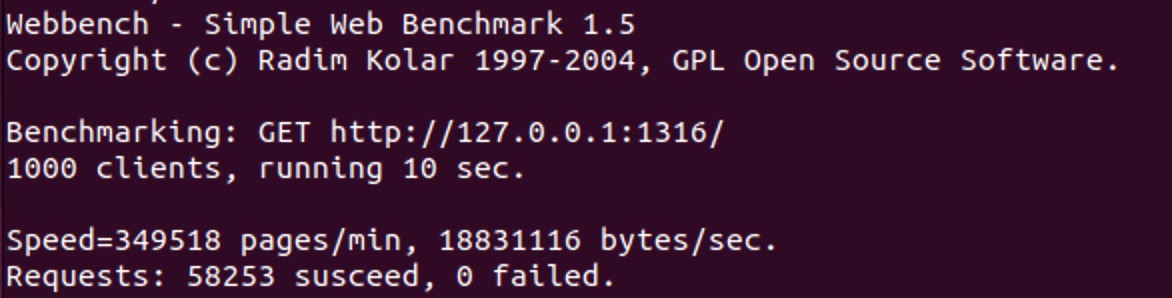 Webbench - Simple Web Benchmark 1.5
Copyright (c) Radim Kolar 1997-2004, GPL Open Source Software.
Benchmarking: GET http://127.0.0.1:1316/
1000 clients, running 10 sec.
Speed=349518 pages/min, 18831116 bytes/sec.
Requests: 58253 susceed, 0 failed.